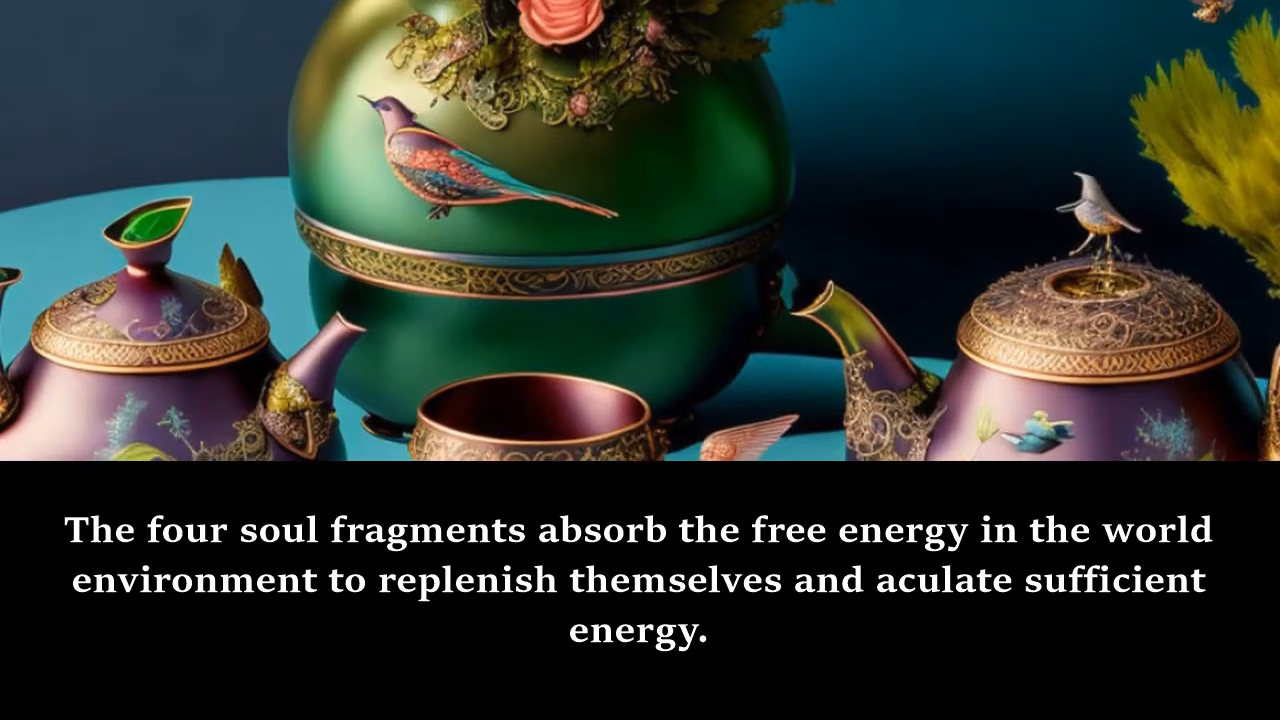 The four soul fragments absorb the free energy in the world
environment to replenish themselves and aculate sufficient
energy.